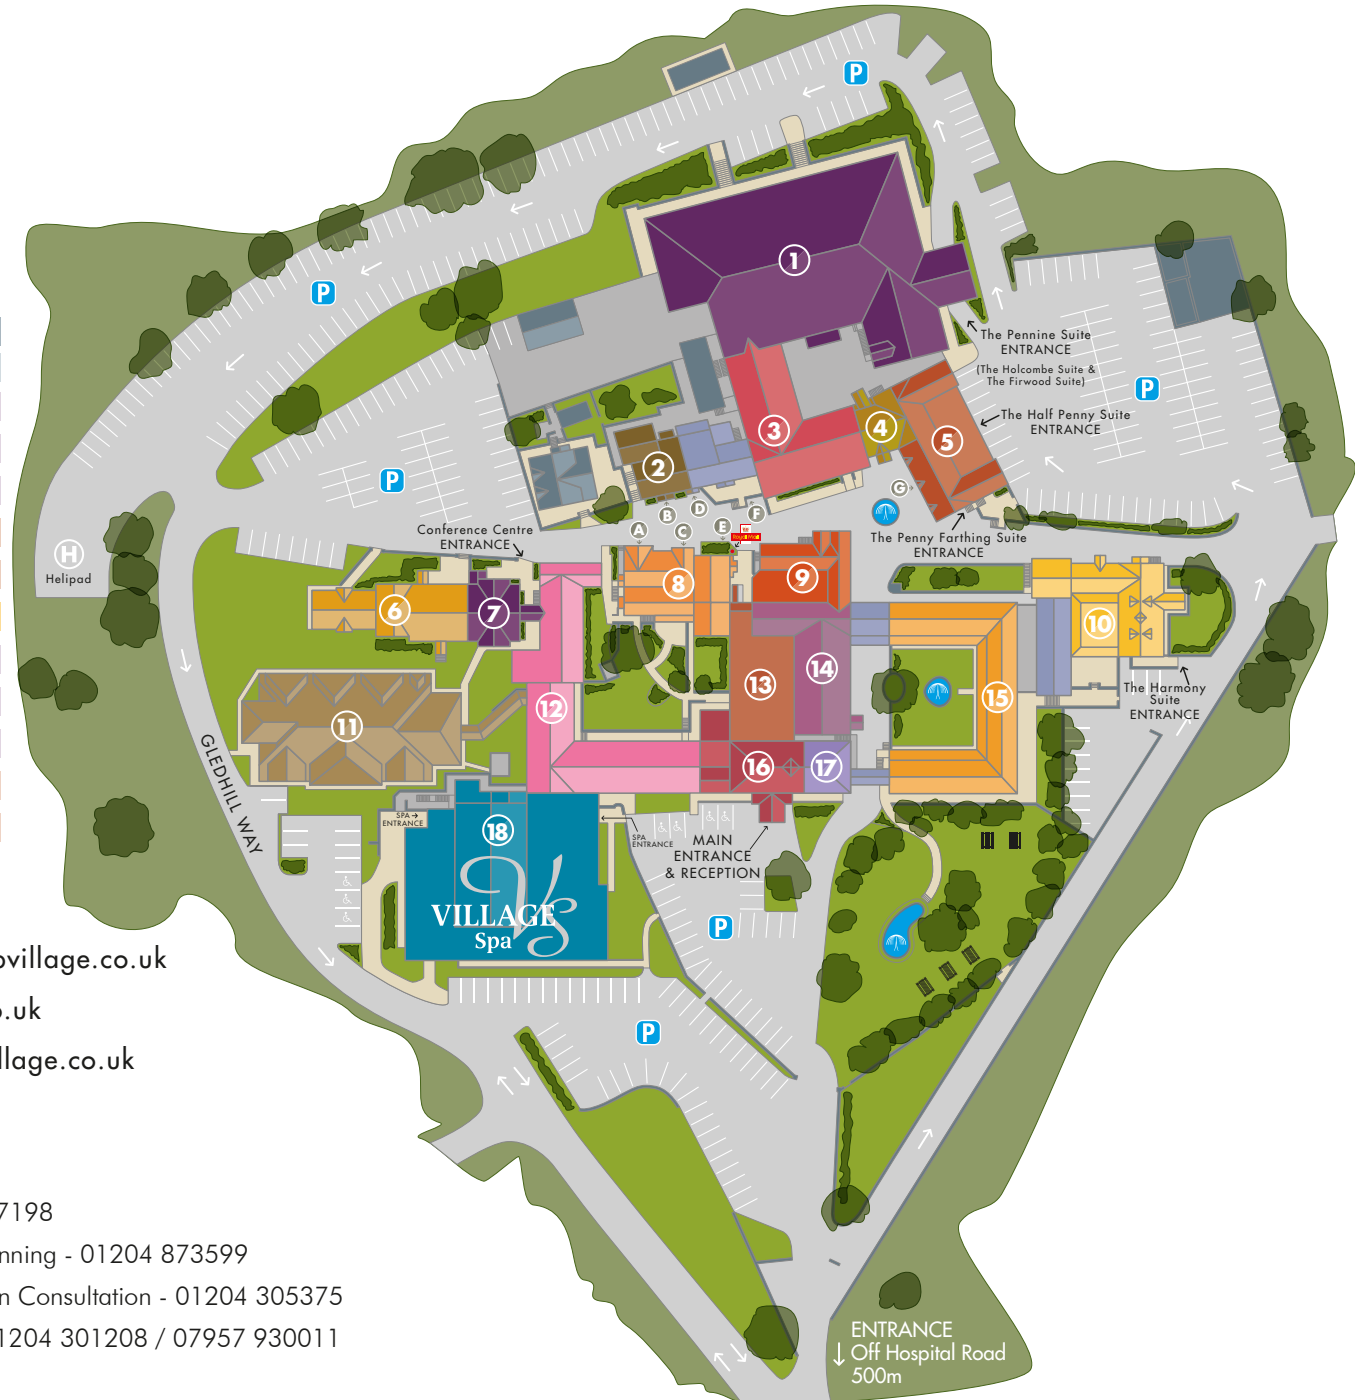 P
P
1
The Pennine Suite
ENTRANCE
(The Holcombe Suite &
The Firwood Suite)
P
The Half Penny Suite
ENTRANCE
3
4
5
2
P
G
A
B
D
C
E
F
Royal Mail
Conference Centre
ENTRANCE
The Penny Farthing Suite
ENTRANCE
H
Helipad
6
7
8
9
10
11
12
13
14
15
The Harmony
Suite
ENTRANCE
16
17
GLEDHILL WAY
SPA
ENTRANCE
18
SPA
ENTRANCE
MAIN
ENTRANCE
& RECEPTION
VS
VILLAGE
Spa
P
P
ovillage.co.uk
o.uk
llage.co.uk
7198
nning - 01204 873599
n Consultation - 01204 305375
1204 301208 / 07957 930011
ENTRANCE
Off Hospital Road
500m